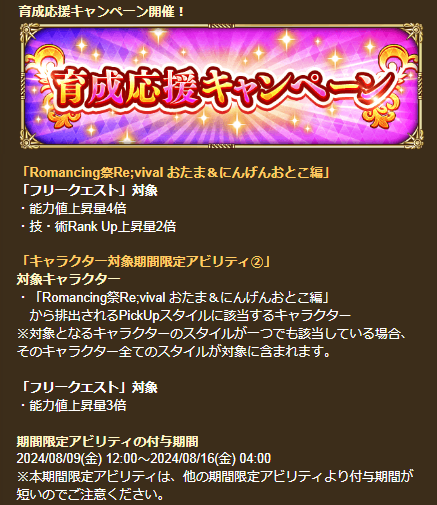 育成応援キャンペーン開催！
育成応援キャンペーン
「Romancing祭Re;vival おたま＆にんげんおとこ編」
「フリークエスト」対象
・能力値上昇量4倍
・技・術Rank Up上昇量2倍
「キャラクター対象期間限定アビリティ②」
対象キャラクター
・「Romancing祭Re;vival おたま＆にんげんおとこ編」
から排出されるPickUpスタイルに該当するキャラクター
※対象となるキャラクターのスタイルが一つでも該当している場合、
そのキャラクター全てのスタイルが対象に含まれます。
「フリークエスト」対象
・能力値上昇量3倍
期間限定アビリティの付与期間
2024/08/09(金) 12:00～2024/08/16(金) 04:00
※本期間限定アビリティは、他の期間限定アビリティより付与期間が
短いのでご注意ください。